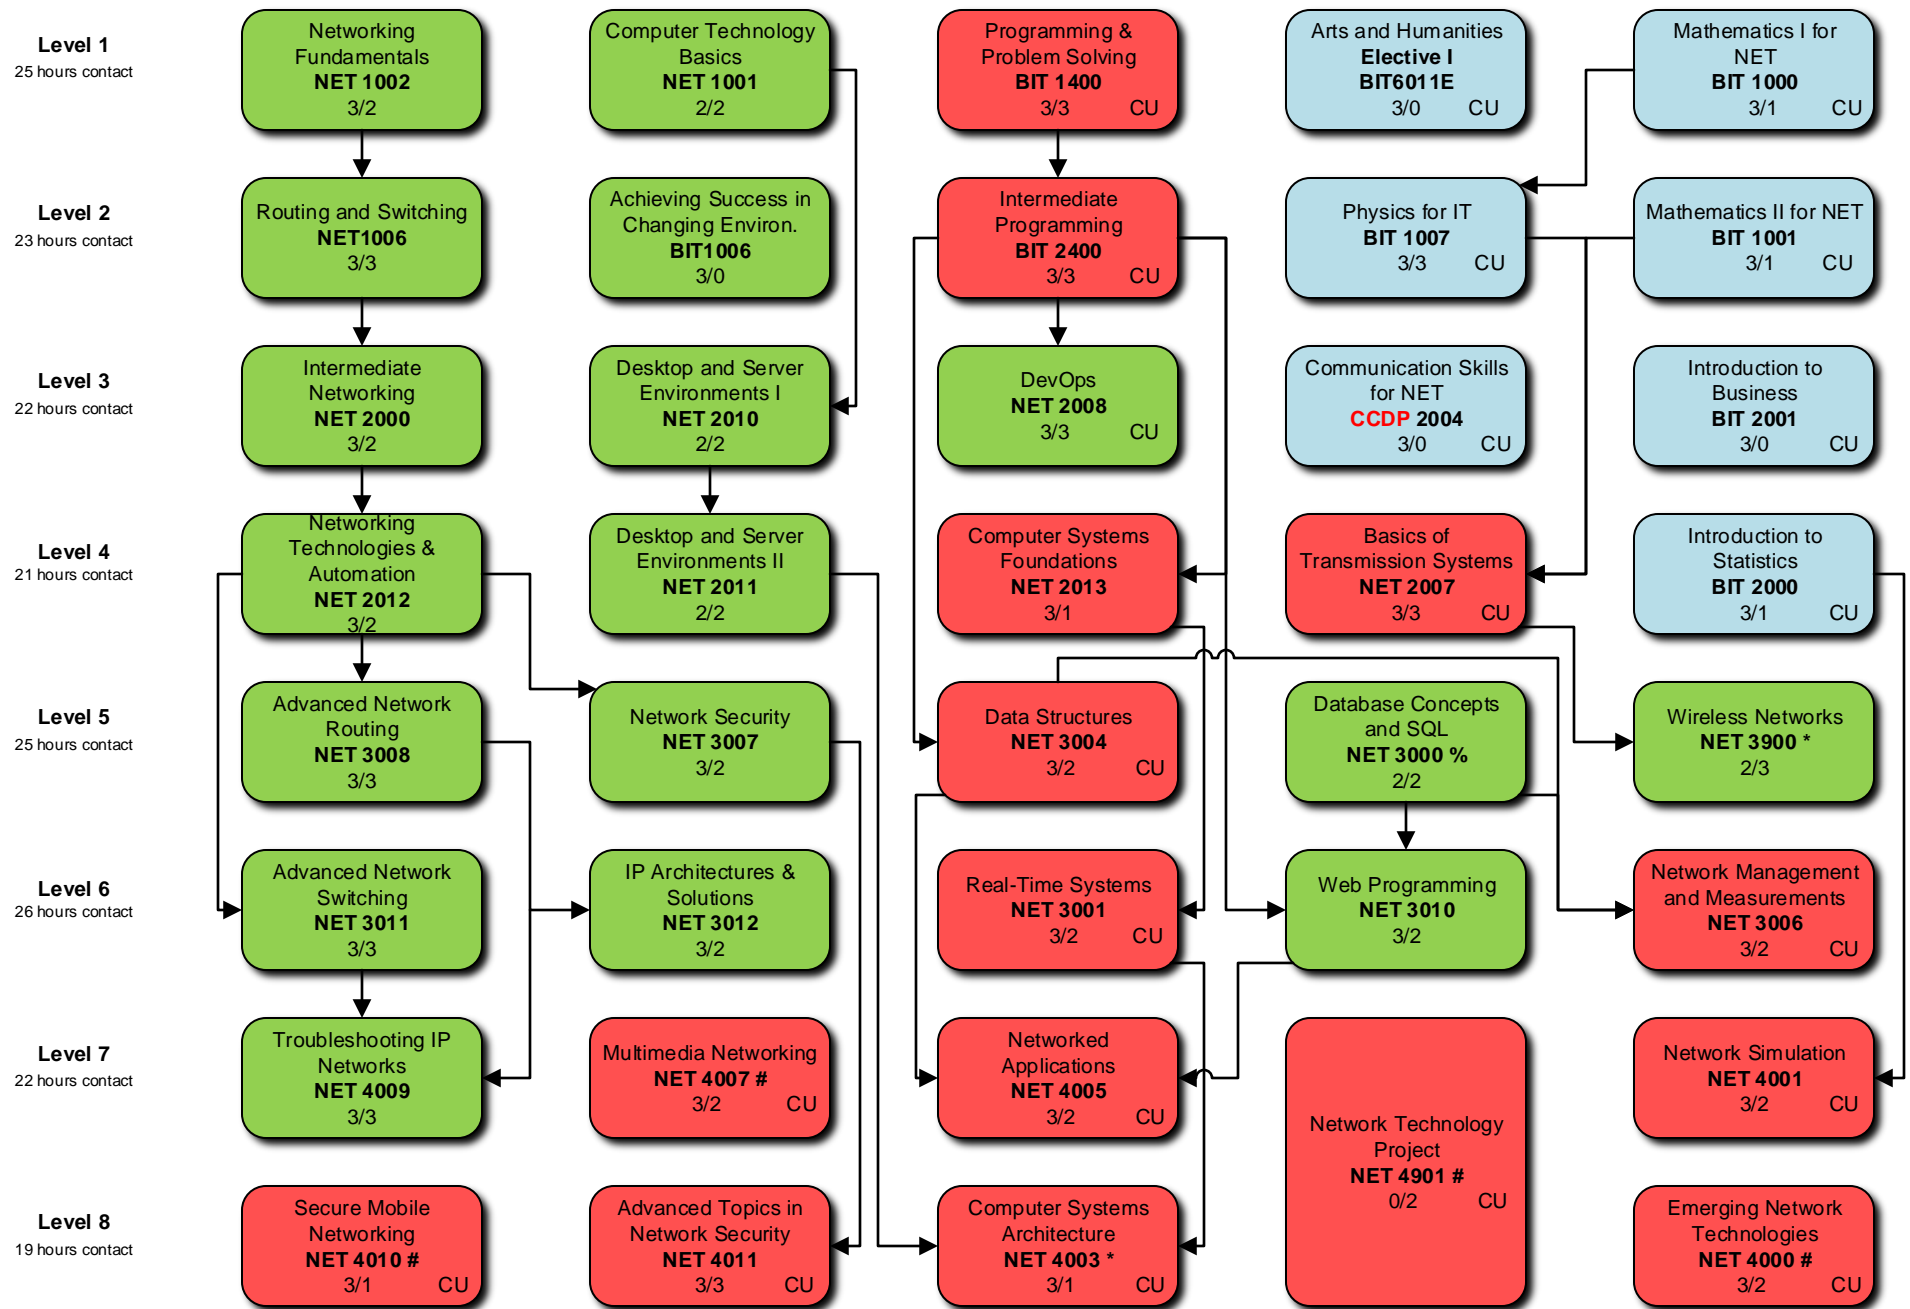 Level 1
25 hours contact
Networking
Fundamentals
NET 1002
3/2
Computer Technology
Basics
NET 1001
2/2
Programming &
Problem Solving
BIT 1400
3/3 CU
Arts and Humanities
Elective I
BIT6011E
3/0 CU
Mathematics I for
NET
BIT 1000
3/1 CU
Level 2
23 hours contact
Routing and Switching
NET1006
3/3
Achieving Success in
Changing Environ.
BIT1006
3/0
Intermediate
Programming
BIT 2400
3/3 CU
Physics for IT
BIT 1007
3/3 CU
Mathematics II for NET
BIT 1001
3/1 CU
Level 3
22 hours contact
Intermediate
Networking
NET 2000
3/2
Desktop and Server
Environments I
NET 2010
2/2
DevOps
NET 2008
3/3 CU
Communication Skills
for NET
CCDP 2004
3/0 CU
Introduction to
Business
BIT 2001
3/0 CU
Level 4
21 hours contact
Networking
Technologies &
Automation
NET 2012
3/2
Desktop and Server
Environments II
NET 2011
2/2
Computer Systems
Foundations
NET 2013
3/1
Basics of
Transmission Systems
NET 2007
3/3 CU
Introduction to
Statistics
BIT 2000
3/1 CU
Level 5
25 hours contact
Advanced Network
Routing
NET 3008
3/3
Network Security
NET 3007
3/2
Data Structures
NET 3004
3/2 CU
Database Concepts
and SQL
NET 3000 %
2/2
Wireless Networks
NET 3900 *
2/3
Level 6
26 hours contact
Advanced Network
Switching
NET 3011
3/3
IP Architectures &
Solutions
NET 3012
3/2
Real-Time Systems
NET 3001
3/2 CU
Web Programming
NET 3010
3/2
Network Management
and Measurements
NET 3006
3/2 CU
Level 7
22 hours contact
Troubleshooting IP
Networks
NET 4009
3/3
Multimedia Networking
NET 4007 #
3/2 CU
Networked
Applications
NET 4005
3/2 CU
Network Technology
Project
NET 4901 #
0/2 CU
Network Simulation
NET 4001
3/2 CU
Level 8
19 hours contact
Secure Mobile
Networking
NET 4010 #
3/1 CU
Advanced Topics in
Network Security
NET 4011
3/3 CU
Computer Systems
Architecture
NET 4003 *
3/1 CU
Emerging Network
Technologies
NET 4000 #
3/2 CU